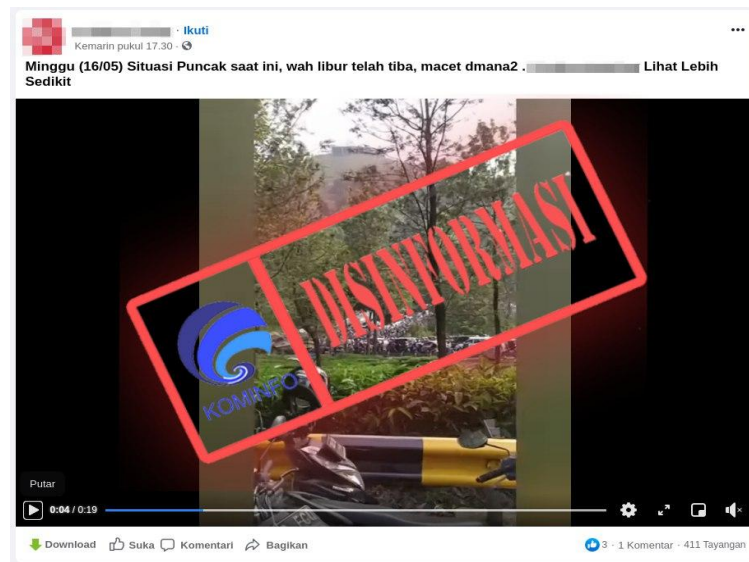 Ikuti
Kemarin pukul 17.30 ·
Minggu (16/05) Situasi Puncak saat ini, wah libur telah tiba, macet dmana2 . Lihat Lebih
Sedikit
DISINFORMASI
KOMINFO
Putar
0:04 / 0:19
Download Suka Komentari Bagikan 3 · 1 Komentar · 411 Tayangan